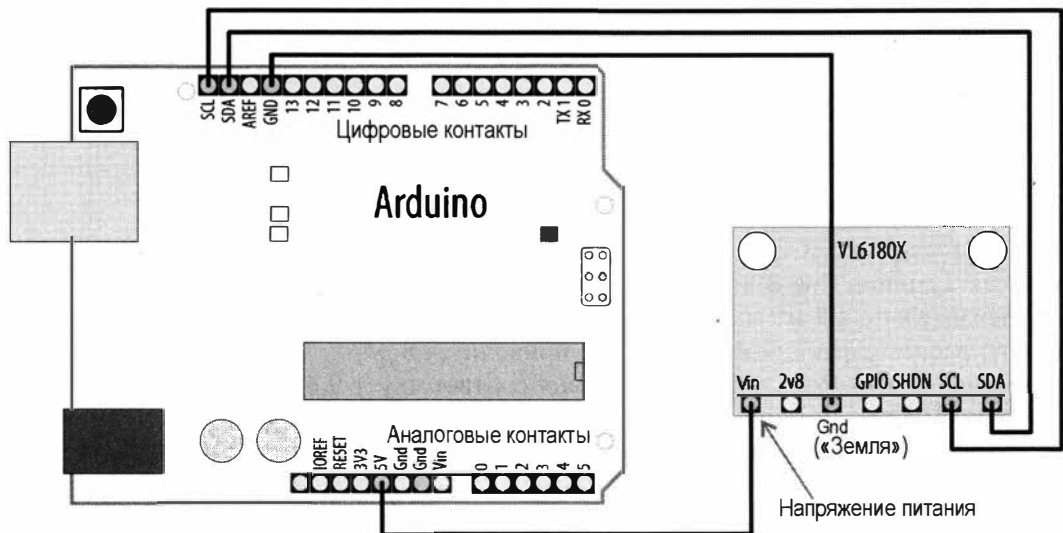 SCL
SDA
AREF
GND
13
12
11
10
9
8
7
6
5
4
3
2
TX 1
RX 0
Цифровые контакты
Arduino
VL6180X
Vin 2v8 GPIO SHDN SCL SDA
Gnd
(«Земля»)
Напряжение питания
Аналоговые контакты
IOREF
RESET
3V3
5V
Gnd
Gnd
Vin
0
1
2
3
4
5